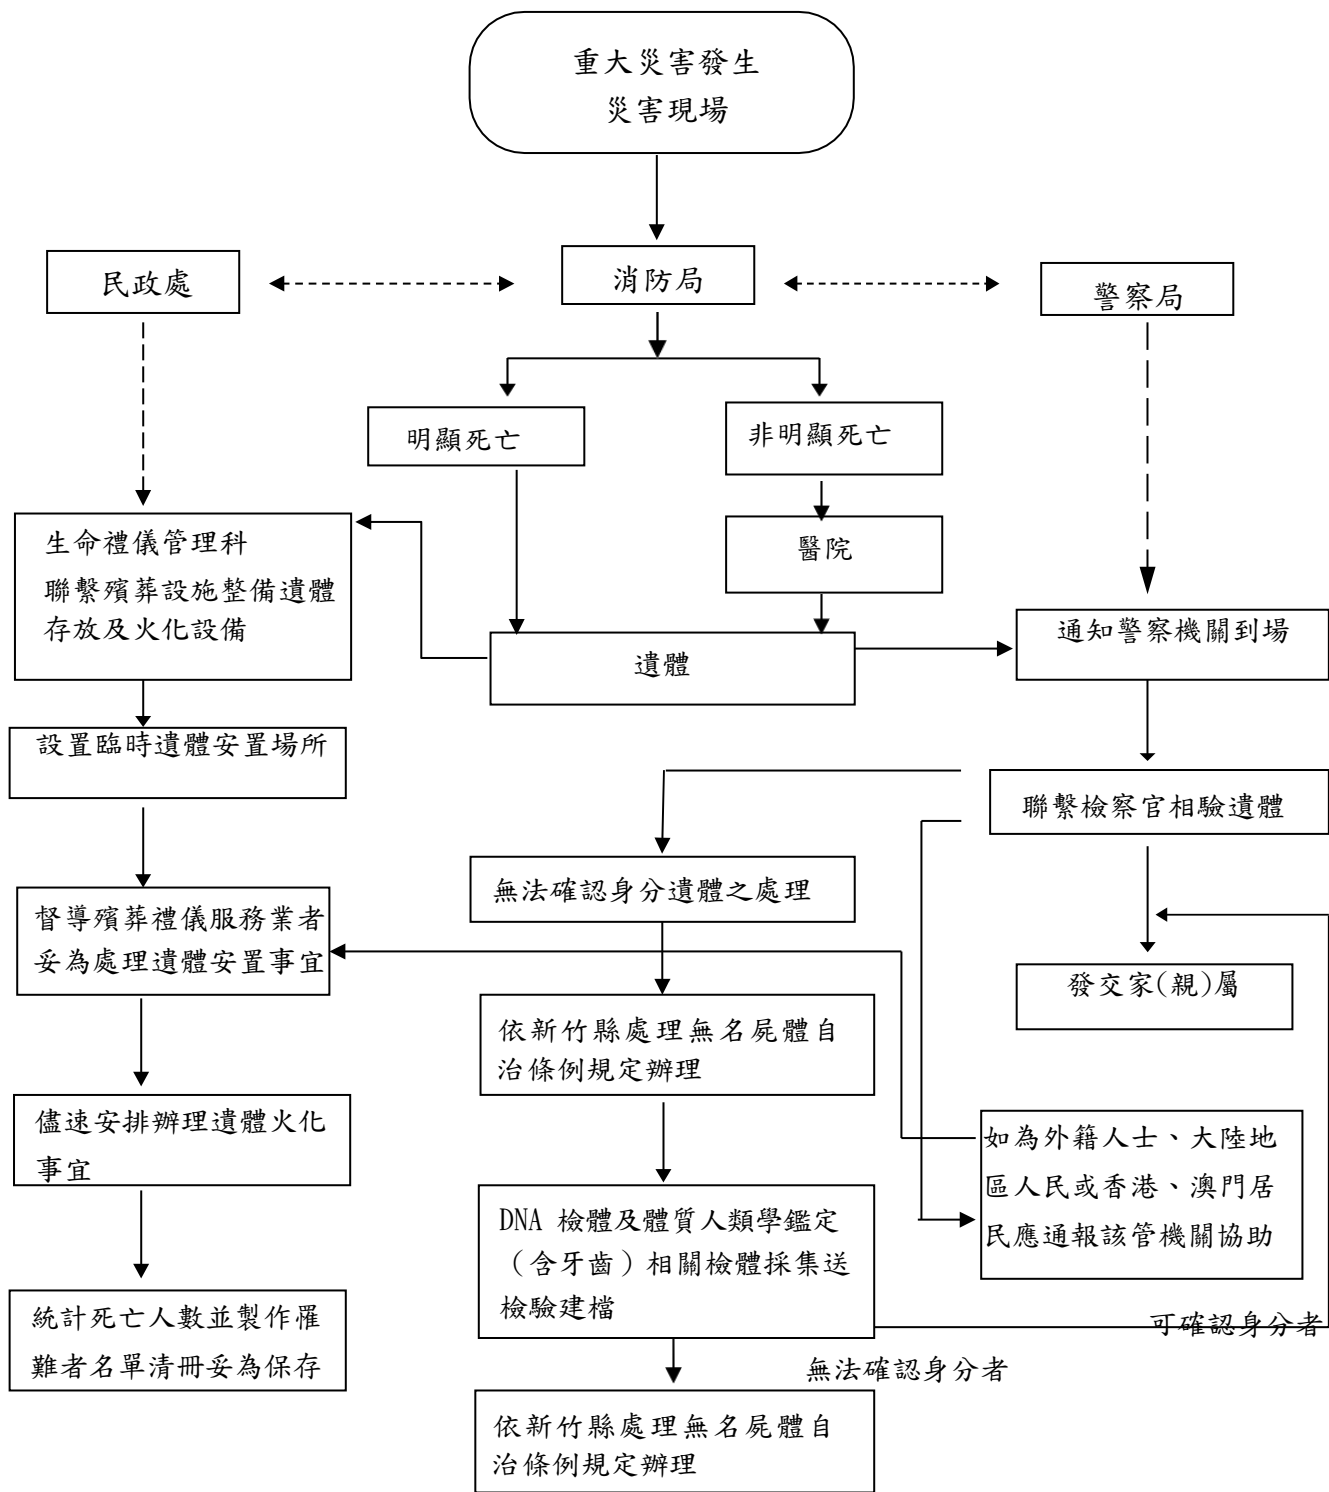 重大災害發生
災害現場
民政處
消防局
警察局
明顯死亡
非明顯死亡
生命禮儀管理科
聯繫殯葬設施整備遺體
存放及火化設備
醫院
遺體
通知警察機關到場
設置臨時遺體安置場所
聯繫檢察官相驗遺體
無法確認身分遺體之處理
督導殯葬禮儀服務業者
妥為處理遺體安置事宜
發交家(親)屬
依新竹縣處理無名屍體自
治條例規定辦理
儘速安排辦理遺體火化
事宜
如為外籍人士、大陸地
區人民或香港、澳門居
民應通報該管機關協助
DNA 檢體及體質人類學鑑定
（含牙齒）相關檢體採集送
檢驗建檔
統計死亡人數並製作罹
難者名單清冊妥為保存
可確認身分者
無法確認身分者
依新竹縣處理無名屍體自
治條例規定辦理